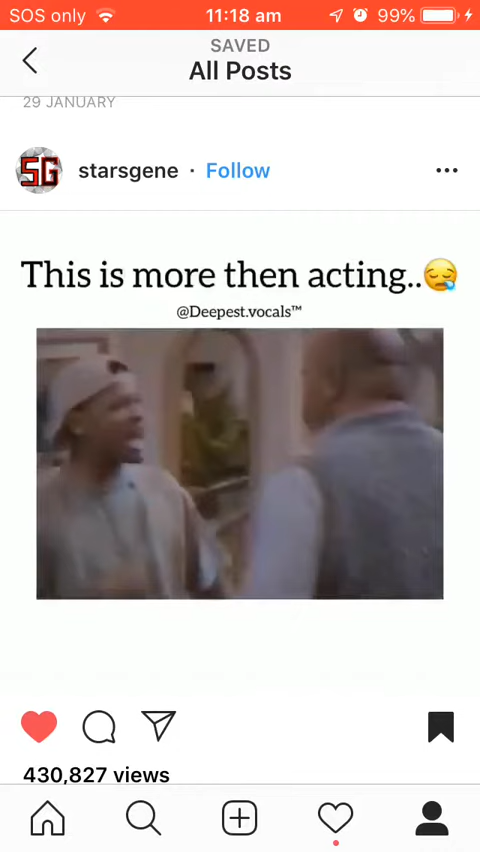 SOS only 11:18 am 99%
SAVED
All Posts
29 JANUARY
SG starsgene · Follow
This is more then acting..😪
@Deepest.vocals™
430,827 views